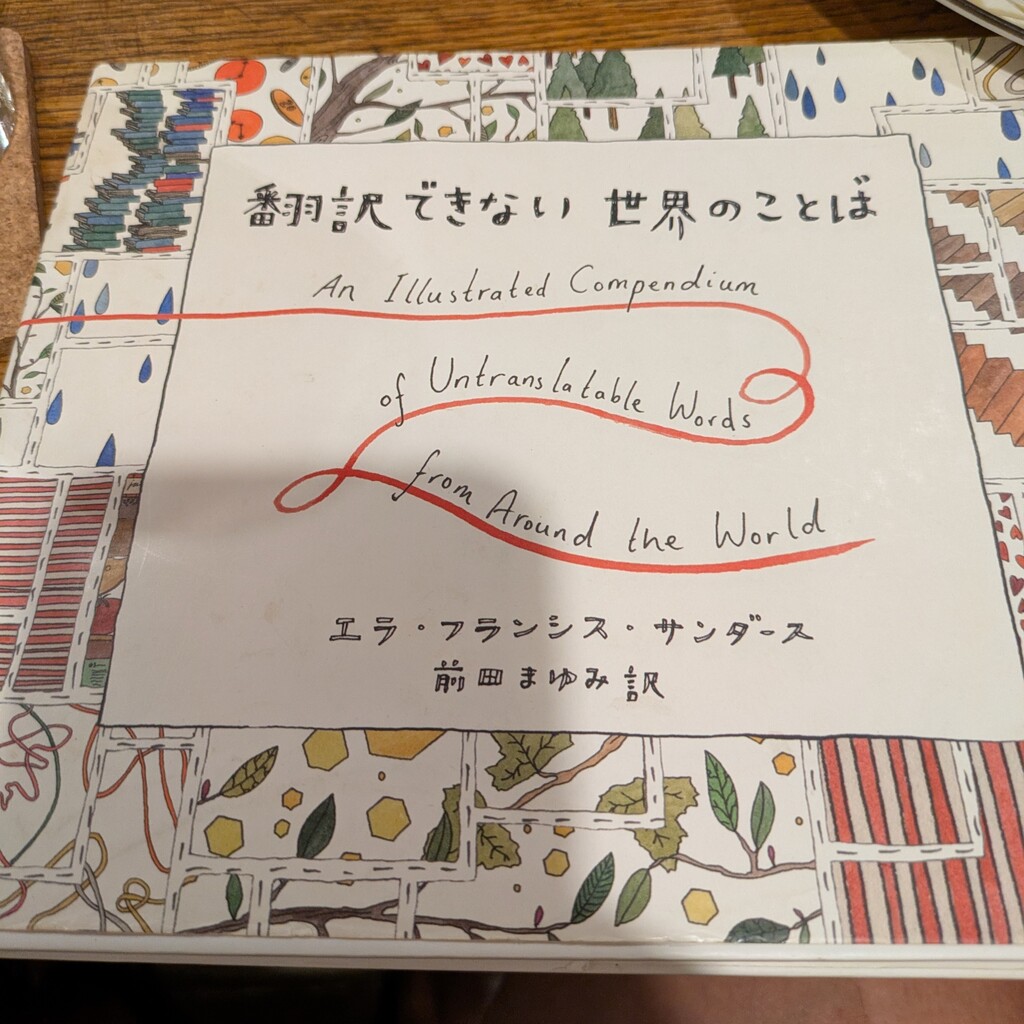 翻訳できない 世界のことば
An Illustrated Compendium
of Untranslatable Words
from Around the World
エラ・フランシス・サンダース
前田まゆみ 訳